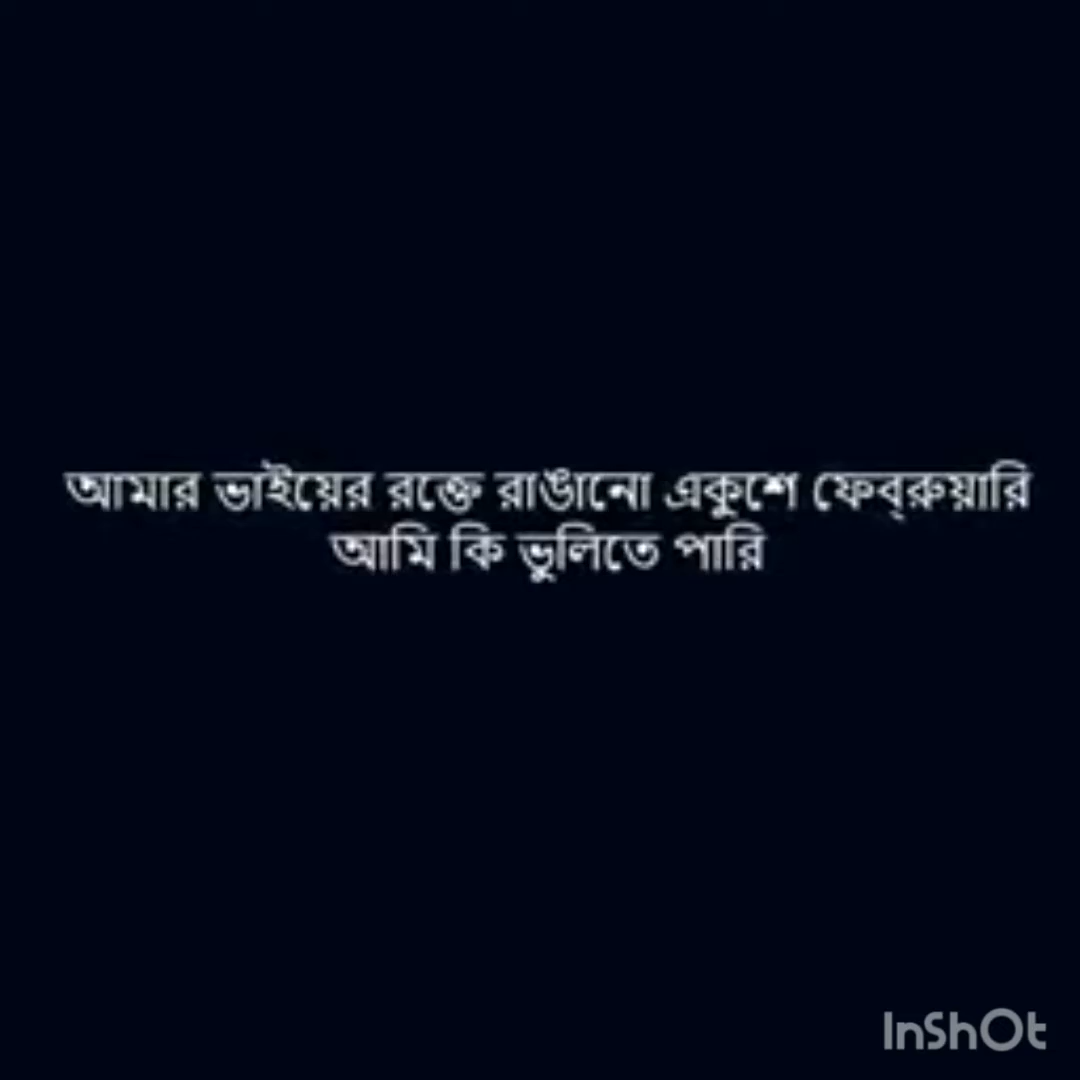 আমার ভাইয়ের রক্তে রাঙানো একুশে ফেব্‌রুয়ারি
আমি কি ভুলিতে পারি
InShOt